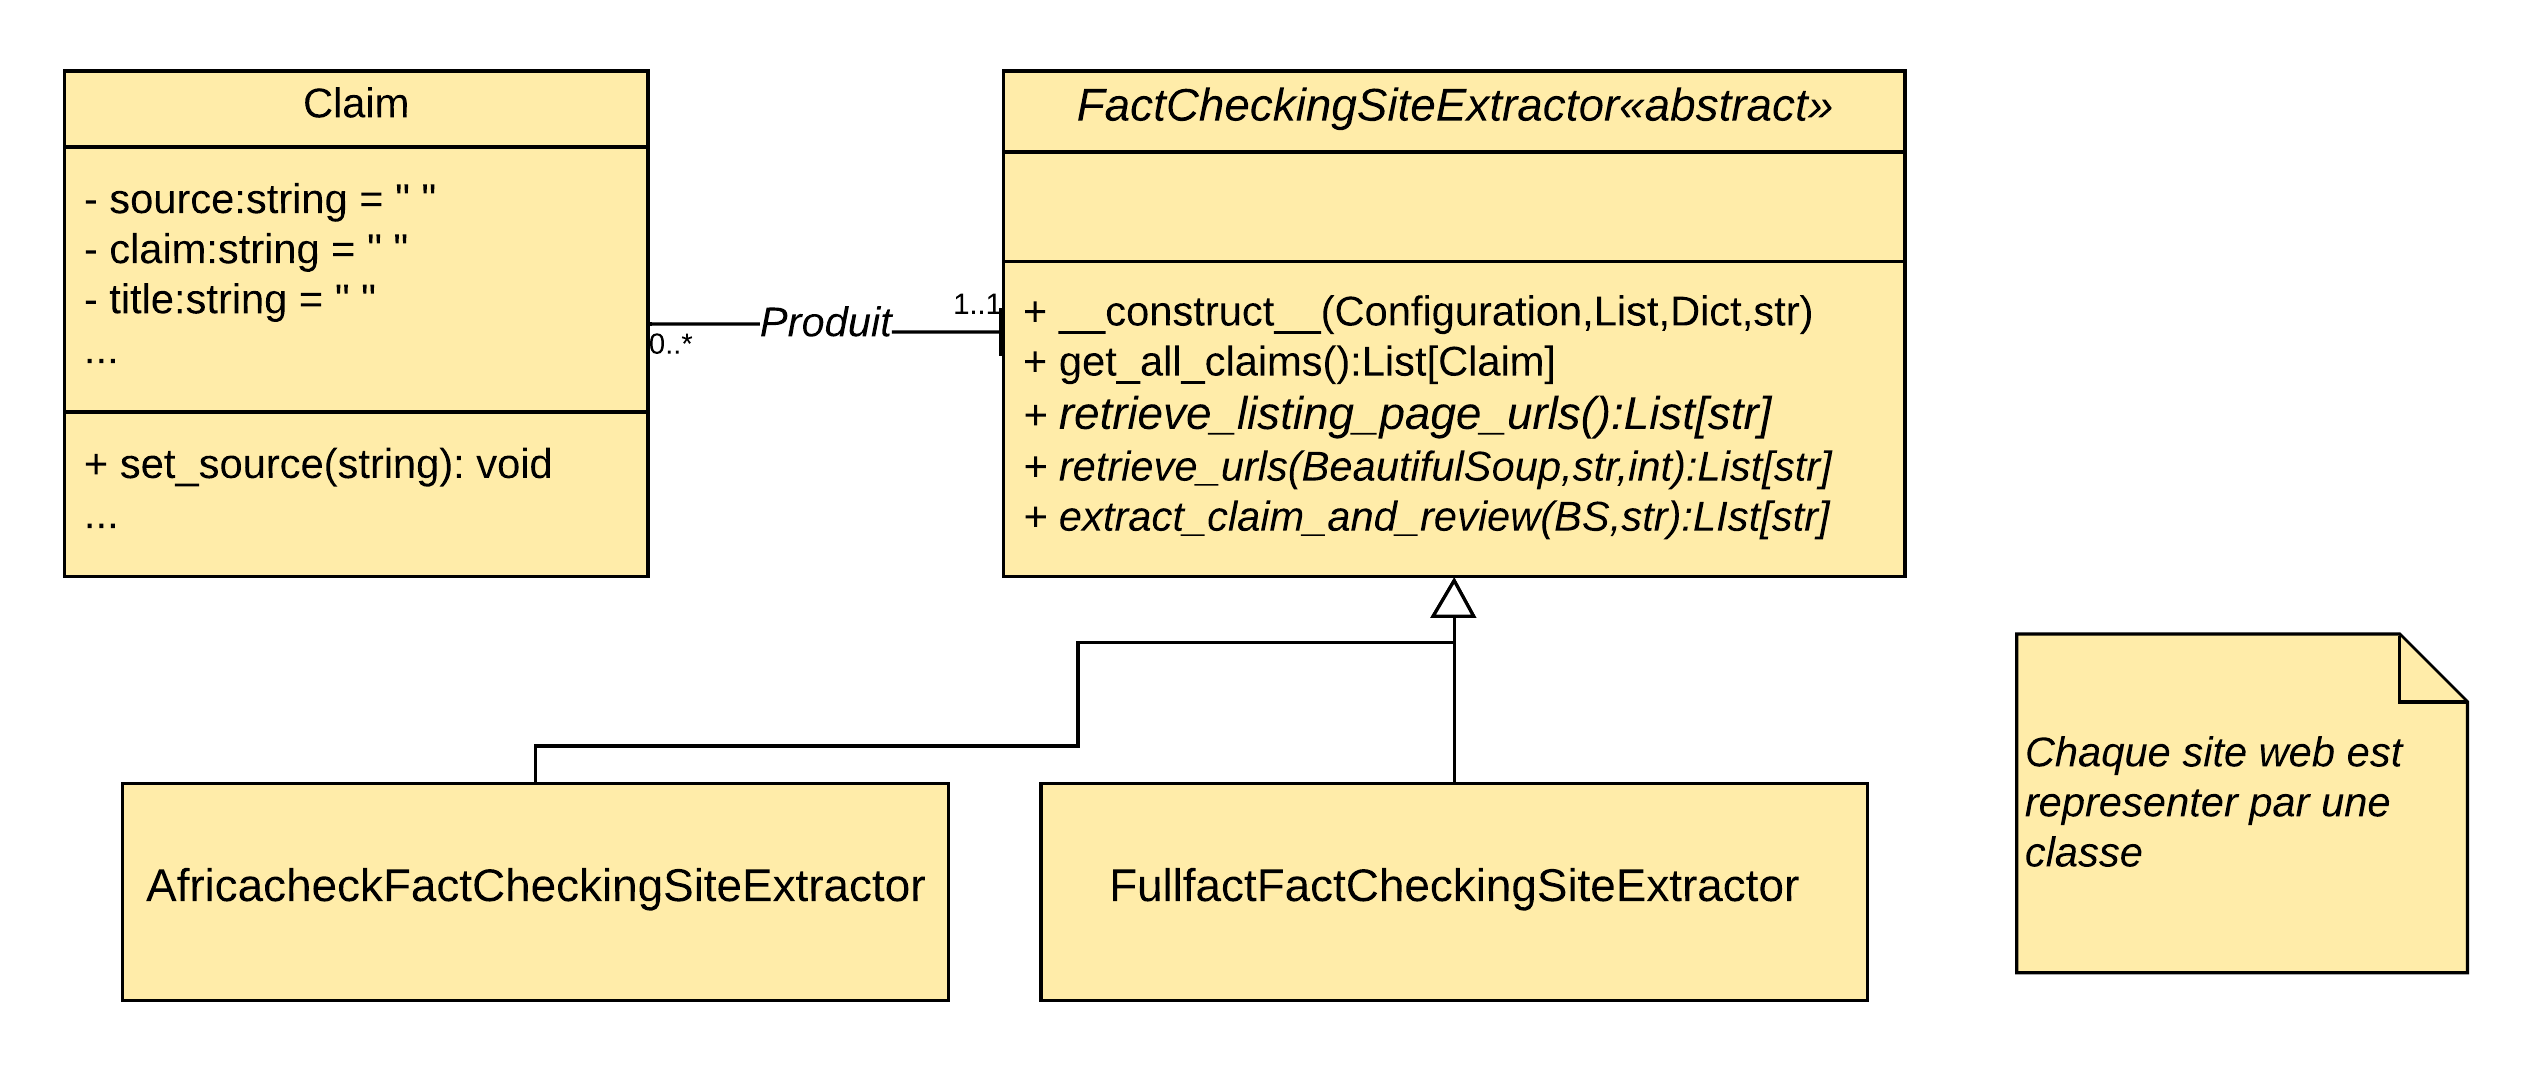 Claim
- source:string = " "
- claim:string = " "
- title:string = " "
...
+ set_source(string): void
...
0..*
Produit
1..1
FactCheckingSiteExtractor«abstract»
+ __construct__(Configuration,List,Dict,str)
+ get_all_claims():List[Claim]
+ retrieve_listing_page_urls():List[str]
+ retrieve_urls(BeautifulSoup,str,int):List[str]
+ extract_claim_and_review(BS,str):LIst[str]
AfricacheckFactCheckingSiteExtractor
FullfactFactCheckingSiteExtractor
Chaque site web est
representer par une
classe